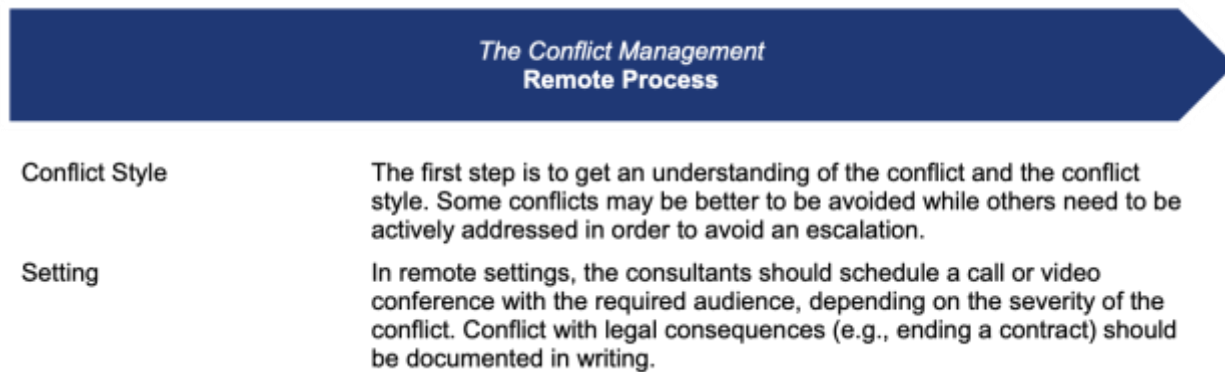 The Conflict Management
Remote Process
Conflict Style
The first step is to get an understanding of the conflict and the conflict
style. Some conflicts may be better to be avoided while others need to be
actively addressed in order to avoid an escalation.
Setting
In remote settings, the consultants should schedule a call or video
conference with the required audience, depending on the severity of the
conflict. Conflict with legal consequences (e.g., ending a contract) should
be documented in writing.